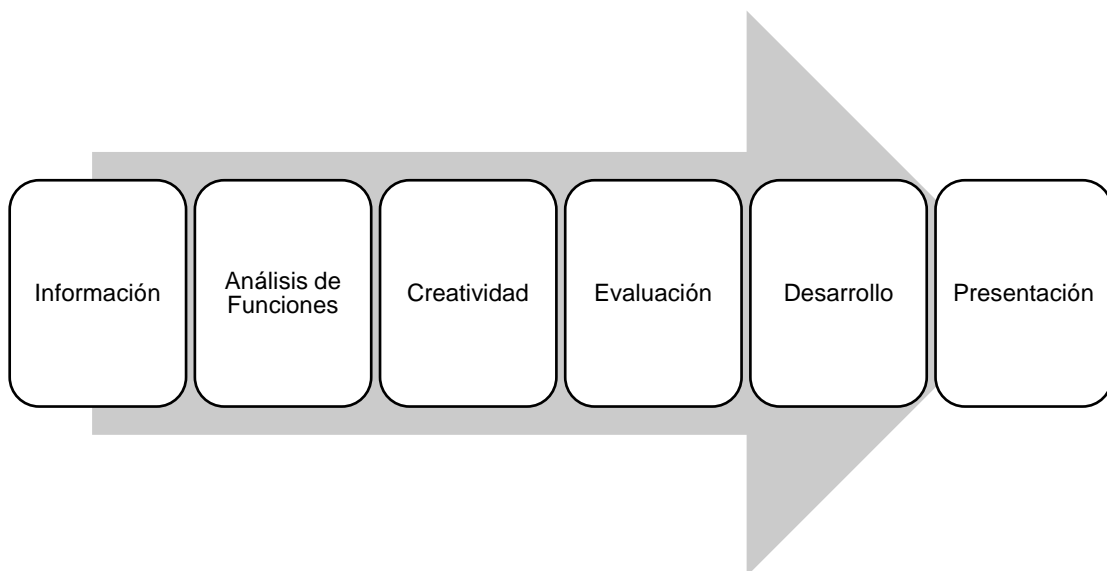 Información
Análisis de
Funciones
Creatividad
Evaluación
Desarrollo
Presentación